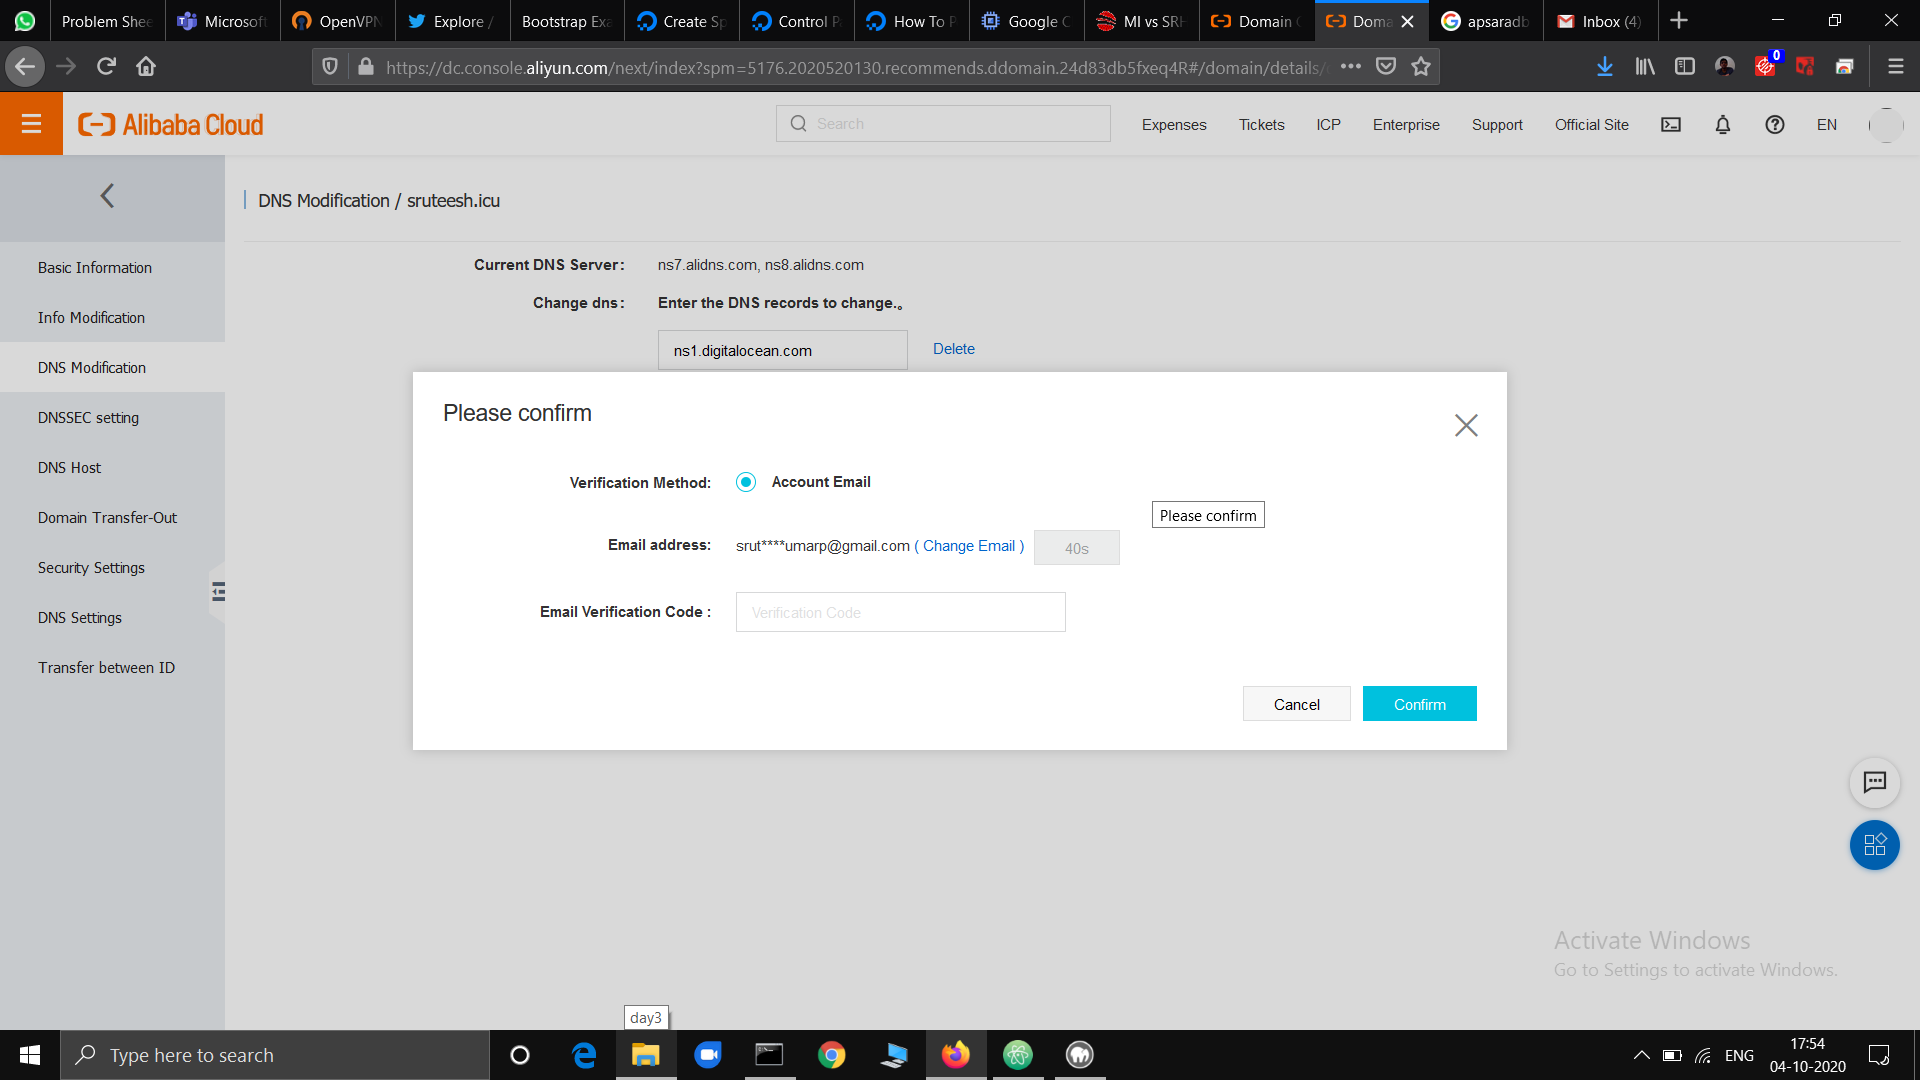 Problem Shee
Microsof
OpenVPN
Explore /
Bootstrap Exa
Create Sp
Control P
How To P
Google C
MI vs SRH
Domain
Doma
apsaradb
Inbox (4)
https://dc.console.aliyun.com/next/index?spm=5176.2020520130.recommends.ddomain.24d83db5fxeq4R#/domain/details/
0
Alibaba Cloud
Search
Expenses
Tickets
ICP
Enterprise
Support
Official Site
EN
DNS Modification / sruteesh.icu
Basic Information
Info Modification
DNS Modification
DNSSEC setting
DNS Host
Domain Transfer-Out
Security Settings
DNS Settings
Transfer between ID
Current DNS Server: ns7.alidns.com, ns8.alidns.com
Change dns: Enter the DNS records to change.。
ns1.digitalocean.com Delete
Please confirm
Verification Method: Account Email
Please confirm
Email address: srut****umarp@gmail.com ( Change Email ) 40s
Email Verification Code : Verification Code
Cancel Confirm
Activate Windows
Go to Settings to activate Windows.
day3
Type here to search
ENG
17:54
04-10-2020